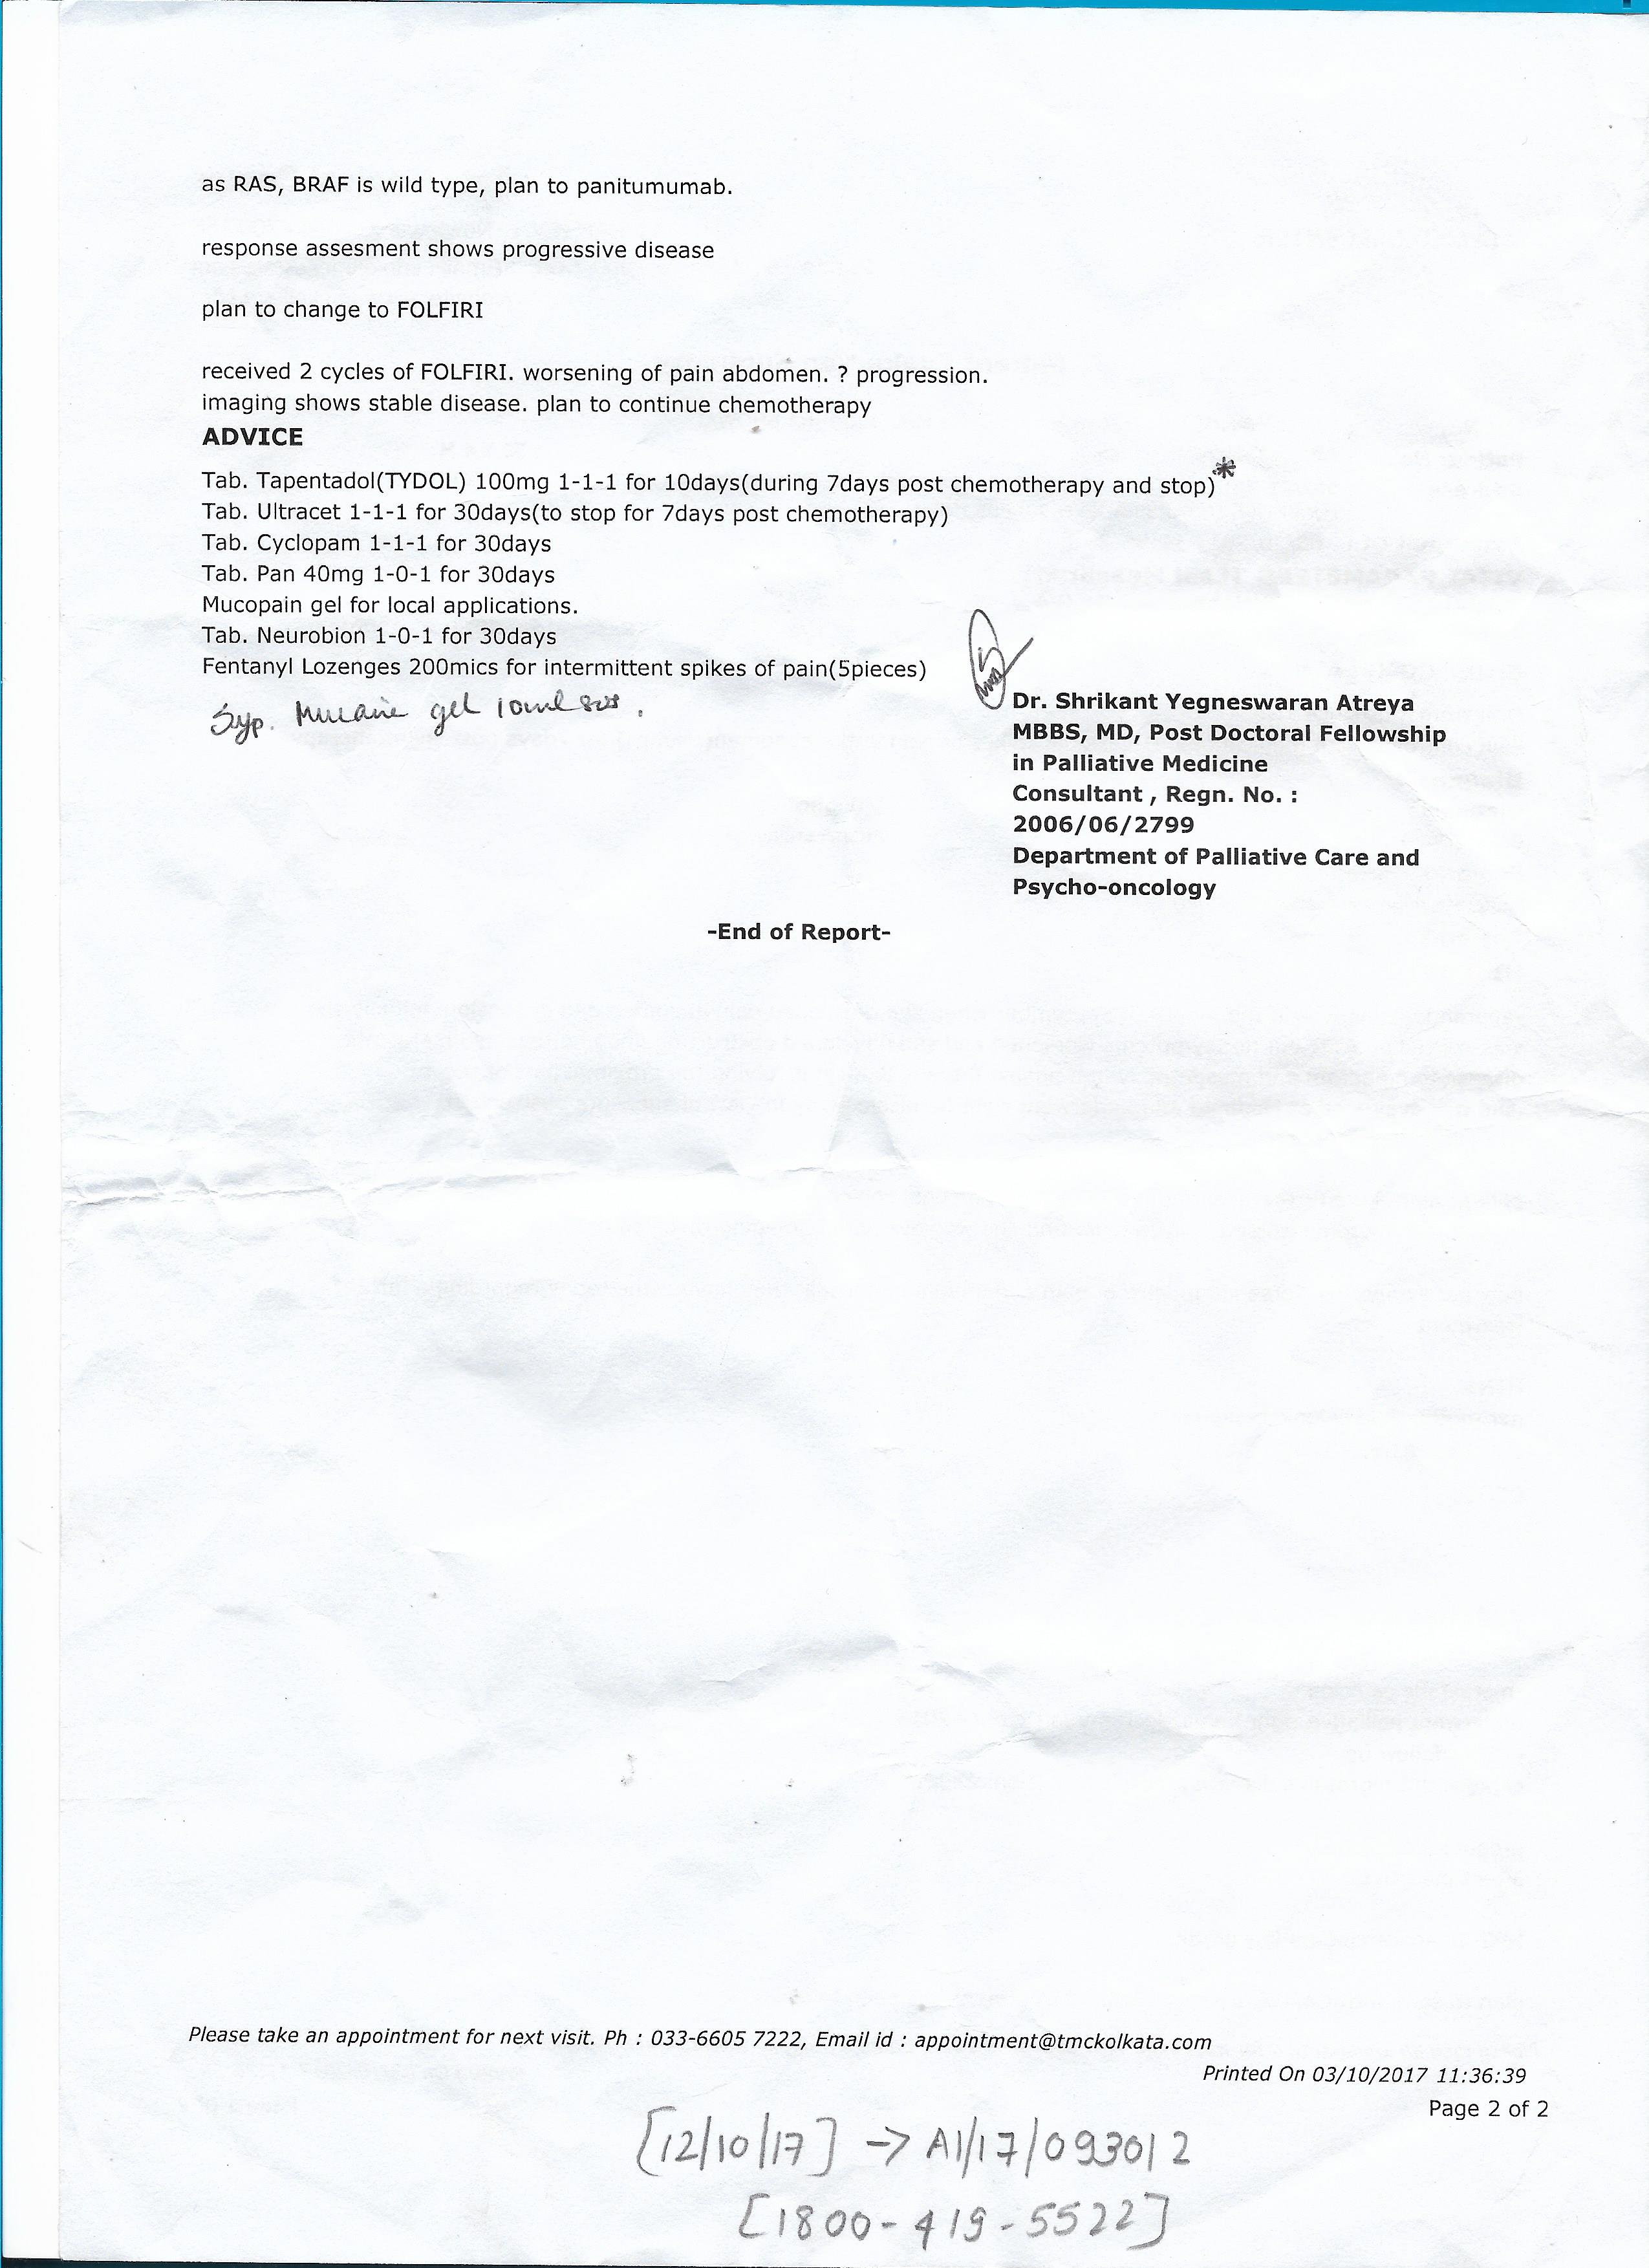 as RAS, BRAF is wild type, plan to panitumumab.
response assesment shows progressive disease
plan to change to FOLFIRI
received 2 cycles of FOLFIRI. worsening of pain abdomen. ? progression.
imaging shows stable disease. plan to continue chemotherapy
ADVICE
Tab. Tapentadol(TYDOL) 100mg 1-1-1 for 10days(during 7days post chemotherapy and stop)*
Tab. Ultracet 1-1-1 for 30days(to stop for 7days post chemotherapy)
Tab. Cyclopam 1-1-1 for 30days
Tab. Pan 40mg 1-0-1 for 30days
Mucopain gel for local applications.
Tab. Neurobion 1-0-1 for 30days
Fentanyl Lozenges 200mics for intermittent spikes of pain(5pieces)
Syp. Mucaine gel 10ml sos.
Dr. Shrikant Yegneswaran Atreya
MBBS, MD, Post Doctoral Fellowship
in Palliative Medicine
Consultant , Regn. No. :
2006/06/2799
Department of Palliative Care and
Psycho-oncology
-End of Report-
Please take an appointment for next visit. Ph : 033-6605 7222, Email id : appointment@tmckolkata.com
Printed On 03/10/2017 11:36:39
Page 2 of 2
[12/10/17] -> AI/17/093012
[1800-419-5522]